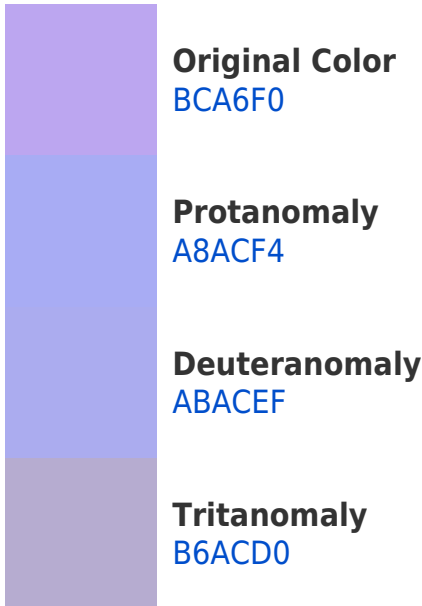 Original Color
BCA6F0
Protanomaly
A8ACF4
Deuteranomaly
ABACEF
Tritanomaly
B6ACD0